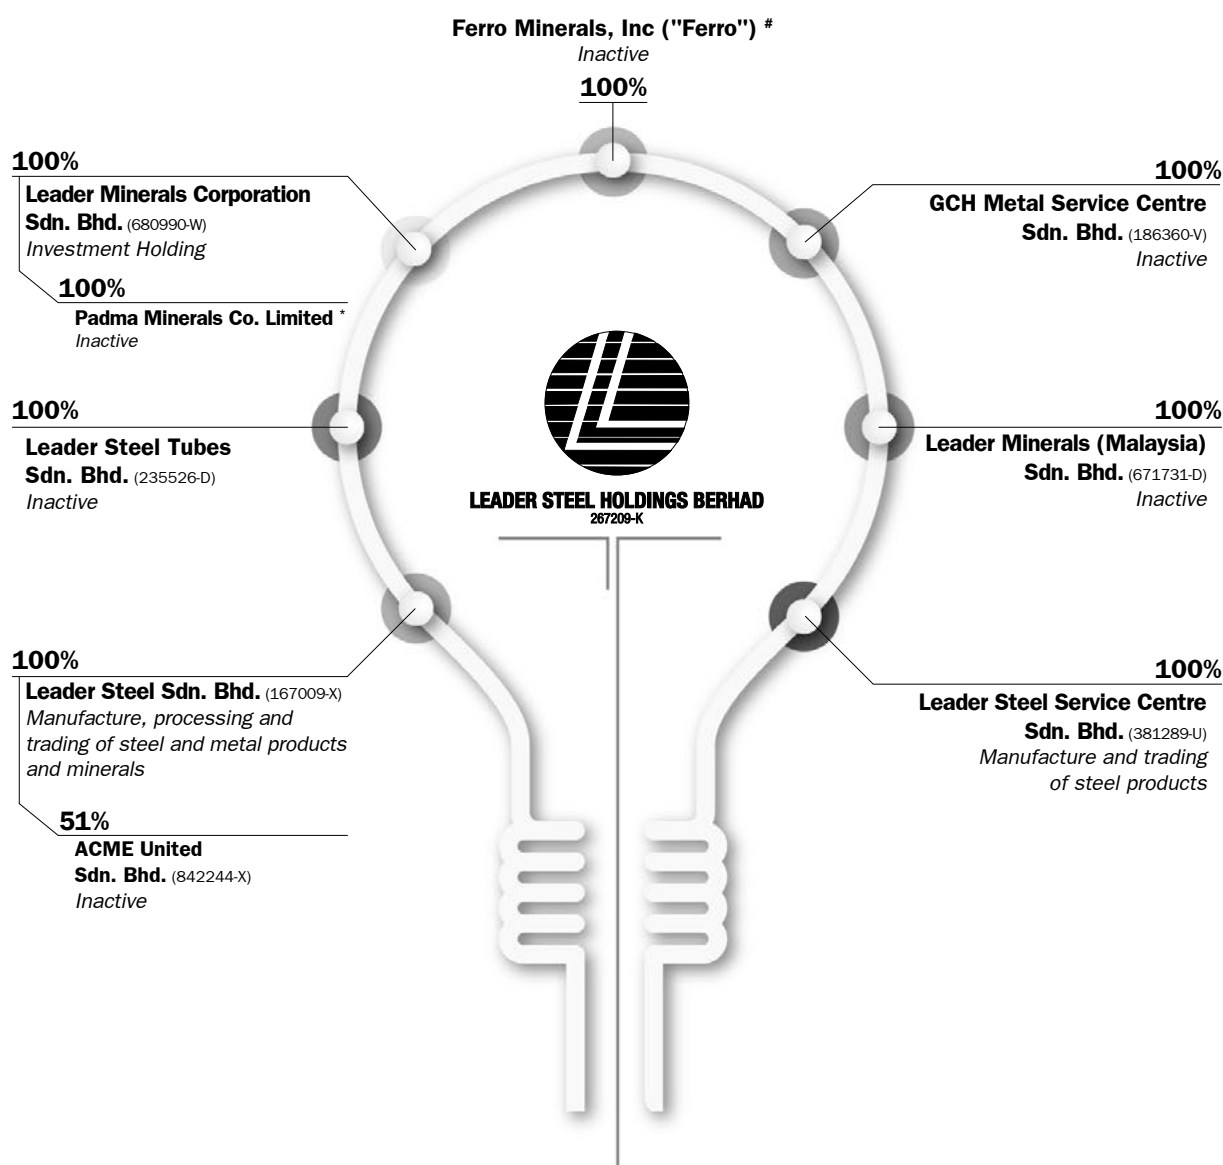 Ferro Minerals, Inc ("Ferro") #
Inactive
100%
100%
Leader Minerals Corporation
Sdn. Bhd. (680990-W)
Investment Holding
100%
Padma Minerals Co. Limited *
Inactive
100%
Leader Steel Tubes
Sdn. Bhd. (235526-D)
Inactive
100%
Leader Steel Sdn. Bhd. (167009-X)
Manufacture, processing and
trading of steel and metal products
and minerals
51%
ACME United
Sdn. Bhd. (842244-X)
Inactive
LEADER STEEL HOLDINGS BERHAD
267209-K
100%
GCH Metal Service Centre
Sdn. Bhd. (186360-V)
Inactive
100%
Leader Minerals (Malaysia)
Sdn. Bhd. (671731-D)
Inactive
100%
Leader Steel Service Centre
Sdn. Bhd. (381289-U)
Manufacture and trading
of steel products